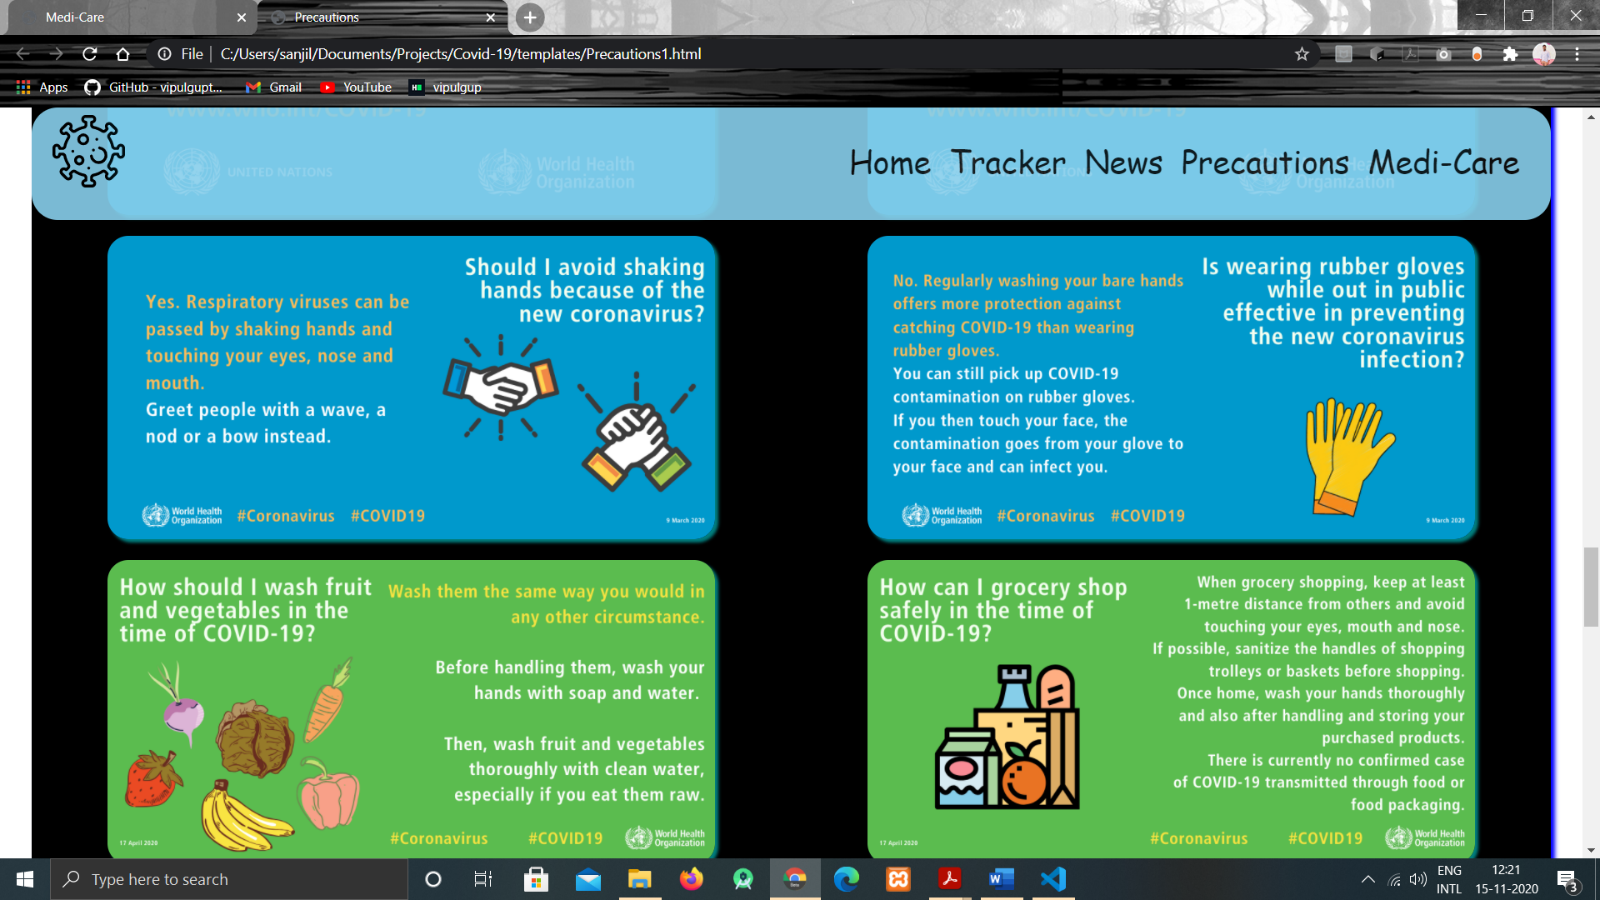 Medi-Care
Precautions
File
C:/Users/sanjil/Documents/Projects/Covid-19/templates/Precautions1.html
Apps
GitHub - vipulgupt...
Gmail
YouTube
vipulgup
UNITED NATIONS
World Health
Organization
Home Tracker News Precautions Medi-Care
Should I avoid shaking
hands because of the
new coronavirus?
Yes. Respiratory viruses can be
passed by shaking hands and
touching your eyes, nose and
mouth.
Greet people with a wave, a
nod or a bow instead.
World Health
Organization
#Coronavirus #COVID19
9 March 2020
Is wearing rubber gloves
while out in public
effective in preventing
the new coronavirus
infection?
No. Regularly washing your bare hands
offers more protection against
catching COVID-19 than wearing
rubber gloves.
You can still pick up COVID-19
contamination on rubber gloves.
If you then touch your face, the
contamination goes from your glove to
your face and can infect you.
World Health
Organization
#Coronavirus #COVID19
9 March 2020
How should I wash fruit
and vegetables in the
time of COVID-19?
Wash them the same way you would in
any other circumstance.
Before handling them, wash your
hands with soap and water.
Then, wash fruit and vegetables
thoroughly with clean water,
especially if you eat them raw.
17 April 2020
#Coronavirus #COVID19
World Health
Organization
How can I grocery shop
safely in the time of
COVID-19?
When grocery shopping, keep at least
1-metre distance from others and avoid
touching your eyes, mouth and nose.
If possible, sanitize the handles of shopping
trolleys or baskets before shopping.
Once home, wash your hands thoroughly
and also after handling and storing your
purchased products.
There is currently no confirmed case
of COVID-19 transmitted through food or
food packaging.
17 April 2020
#Coronavirus #COVID19
World Health
Organization
Type here to search
ENG
INTL
12:21
15-11-2020
3